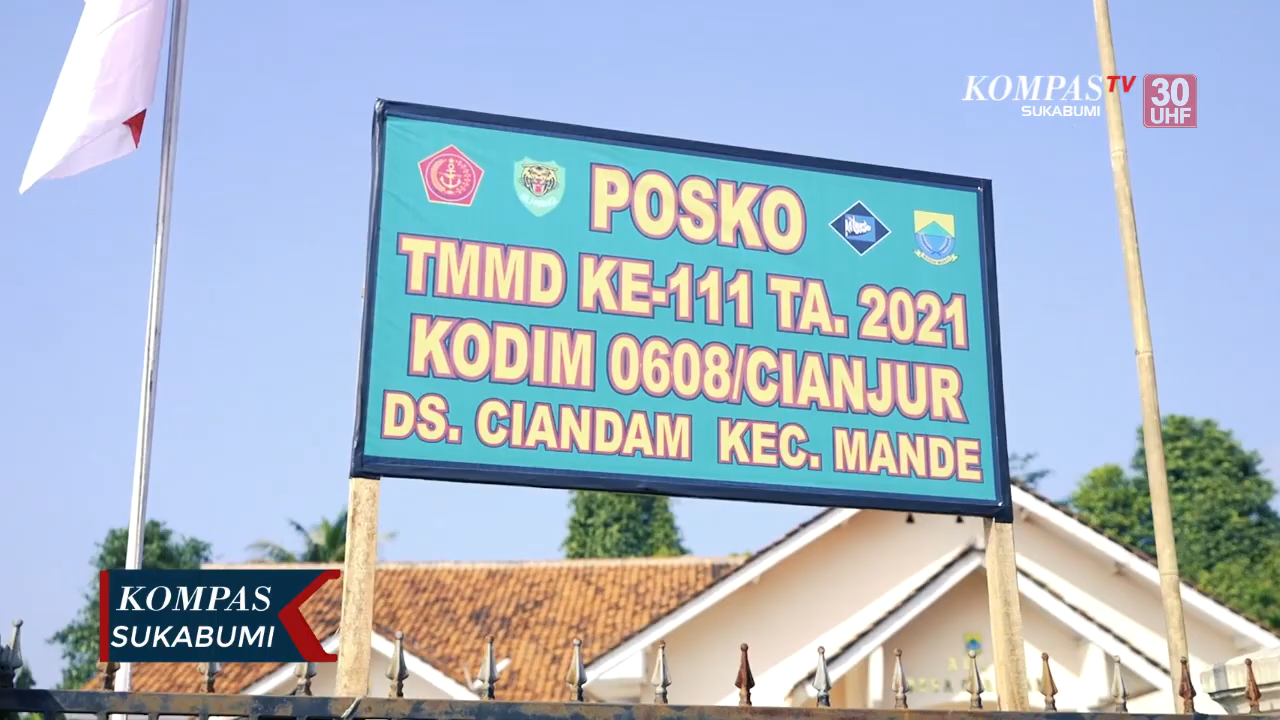 KOMPASTV
SUKABUMI
30
UHF
POSKO
TMMD KE-111 TA. 2021
KODIM 0608/CIANJUR
DS. CIANDAM KEC. MANDE
KOMPAS
SUKABUMI